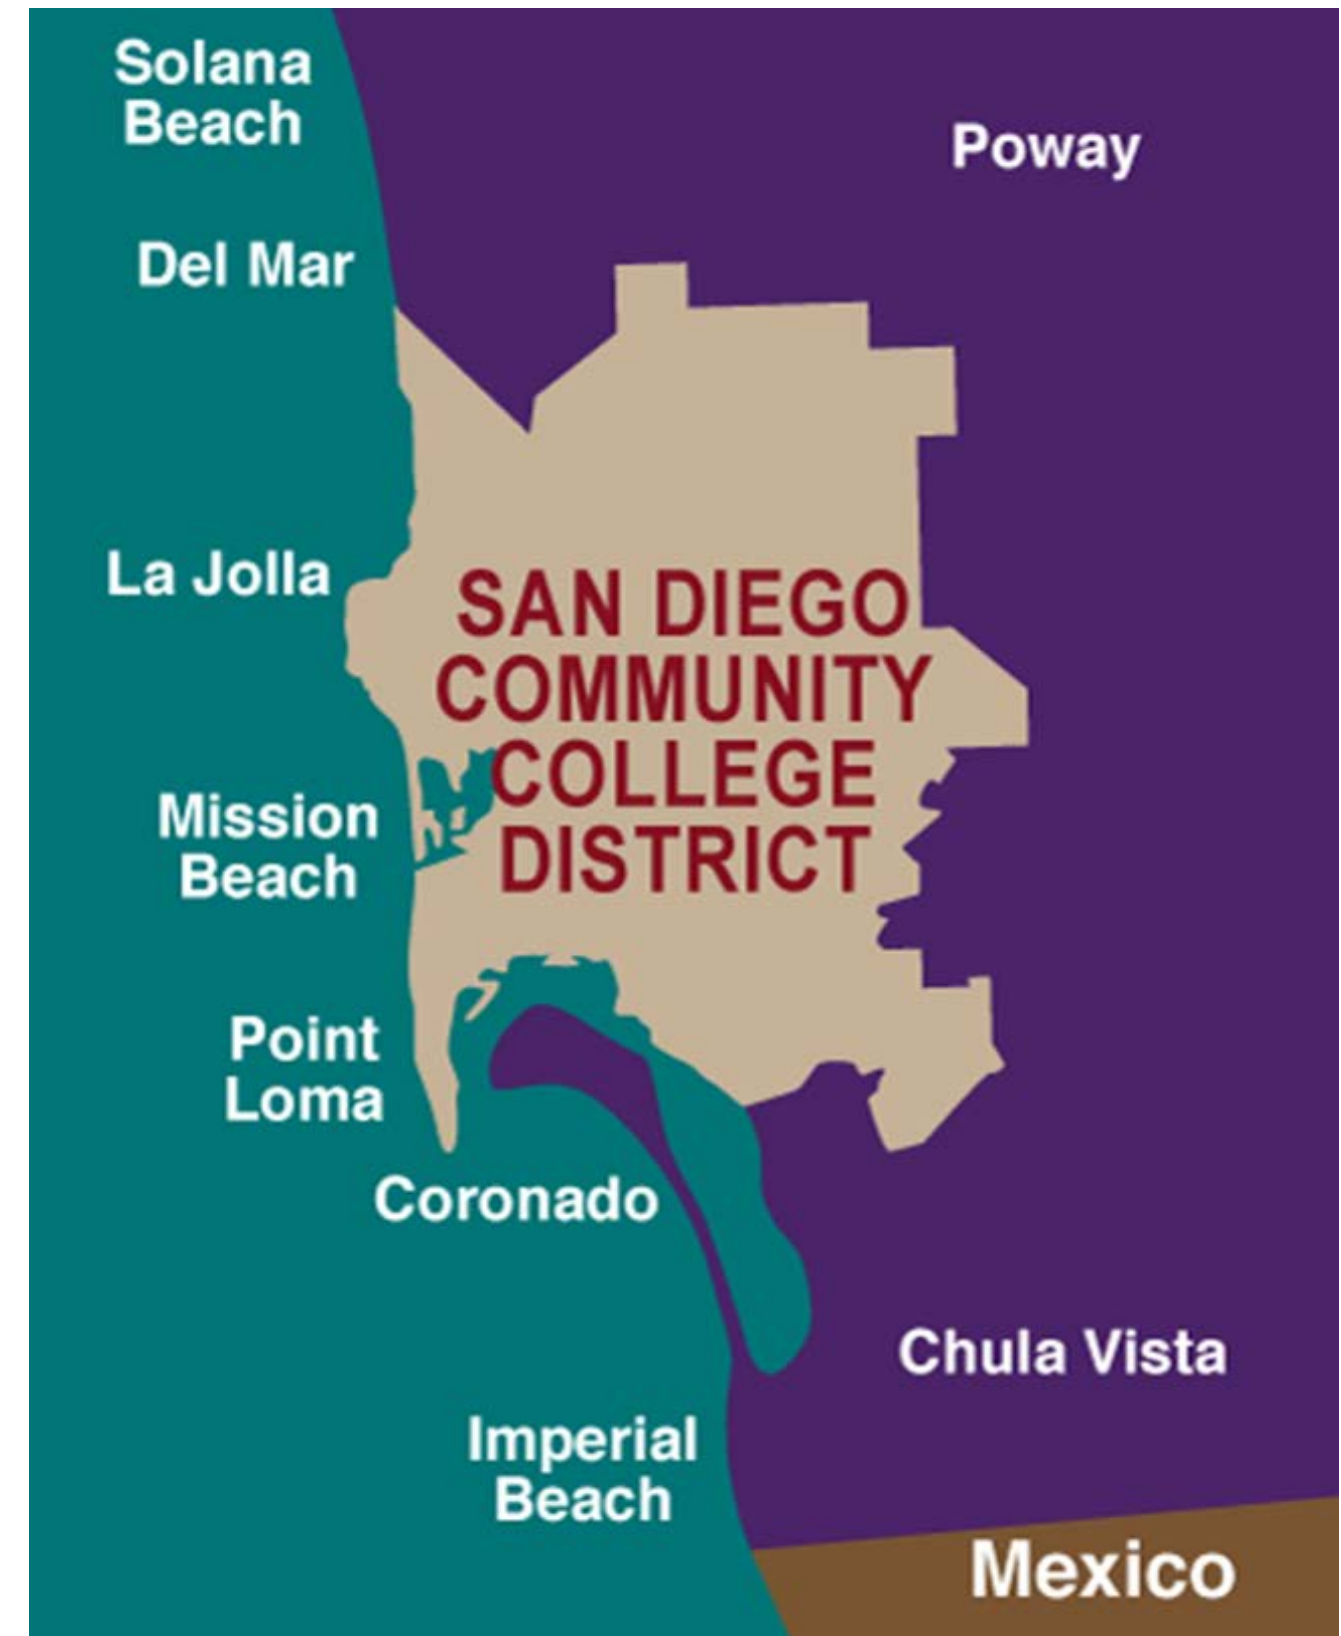 Solana
Beach
Poway
Del Mar
La Jolla
SAN DIEGO
COMMUNITY
COLLEGE
DISTRICT
Mission
Beach
Point
Loma
Coronado
Chula Vista
Imperial
Beach
Mexico